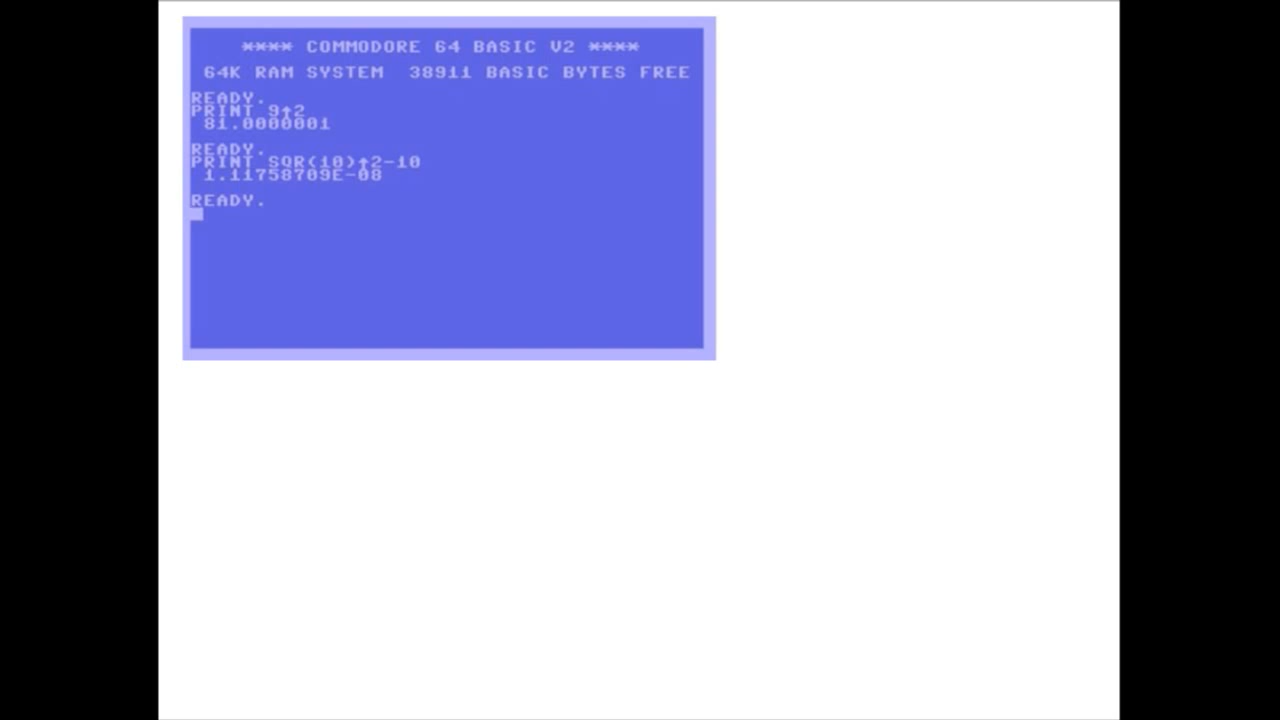 **** COMMODORE 64 BASIC V2 ****
64K RAM SYSTEM  38911 BASIC BYTES FREE
READY.
PRINT 9↑2
81.0000001
READY.
PRINT SQR(10)↑2-10
1.11758709E-08
READY.